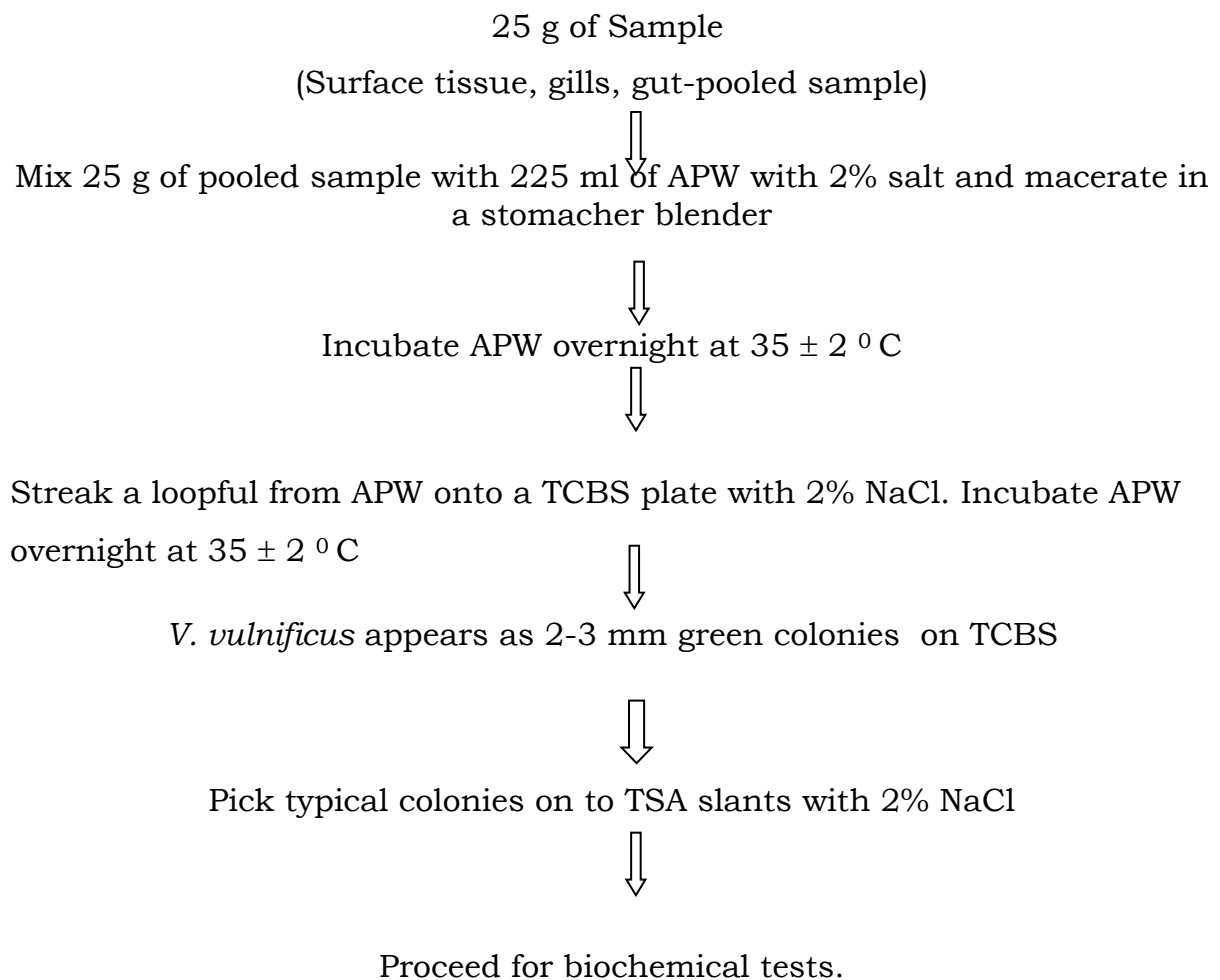 25 g of Sample
(Surface tissue, gills, gut-pooled sample)
Mix 25 g of pooled sample with 225 ml of APW with 2% salt and macerate in
a stomacher blender
Incubate APW overnight at 35 ± 2 ⁰ C
Streak a loopful from APW onto a TCBS plate with 2% NaCl. Incubate APW
overnight at 35 ± 2 ⁰ C
V. vulnificus appears as 2-3 mm green colonies on TCBS
Pick typical colonies on to TSA slants with 2% NaCl
Proceed for biochemical tests.